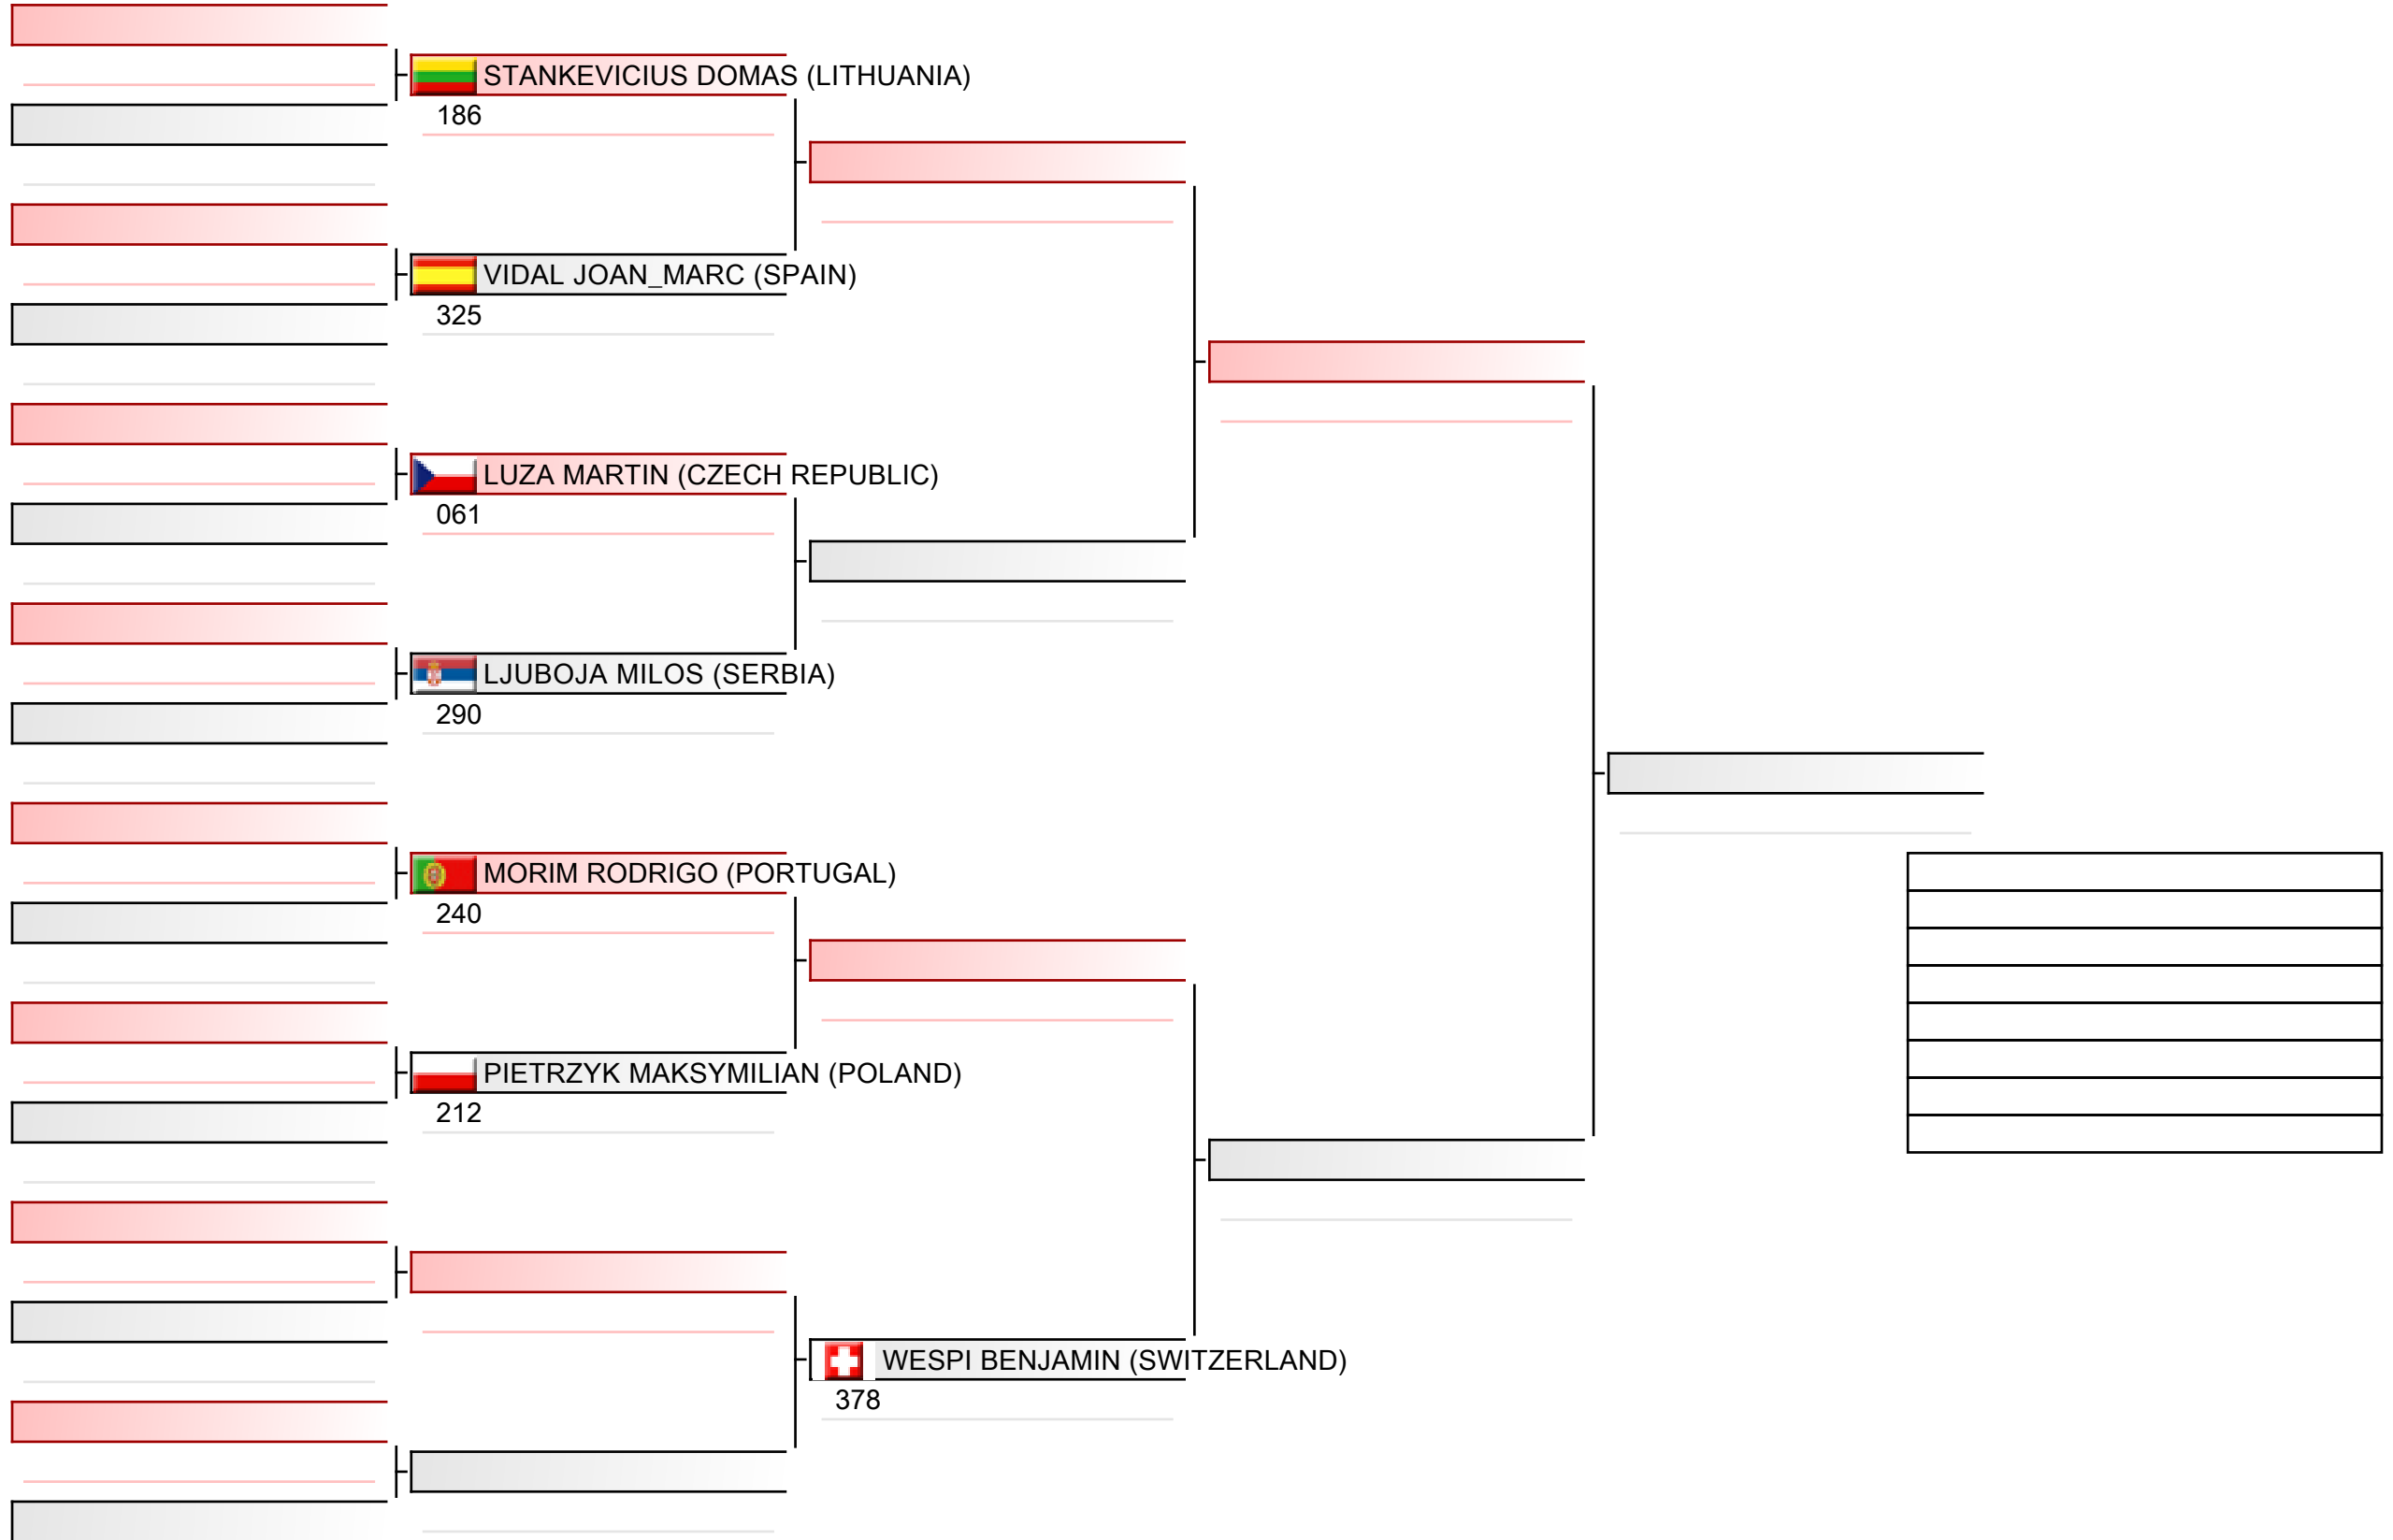 STANKEVICIUS DOMAS (LITHUANIA)
186
VIDAL JOAN_MARC (SPAIN)
325
LUZA MARTIN (CZECH REPUBLIC)
061
LJUBOJA MILOS (SERBIA)
290
MORIM RODRIGO (PORTUGAL)
240
PIETRZYK MAKSYMILIAN (POLAND)
212
WESPI BENJAMIN (SWITZERLAND)
378